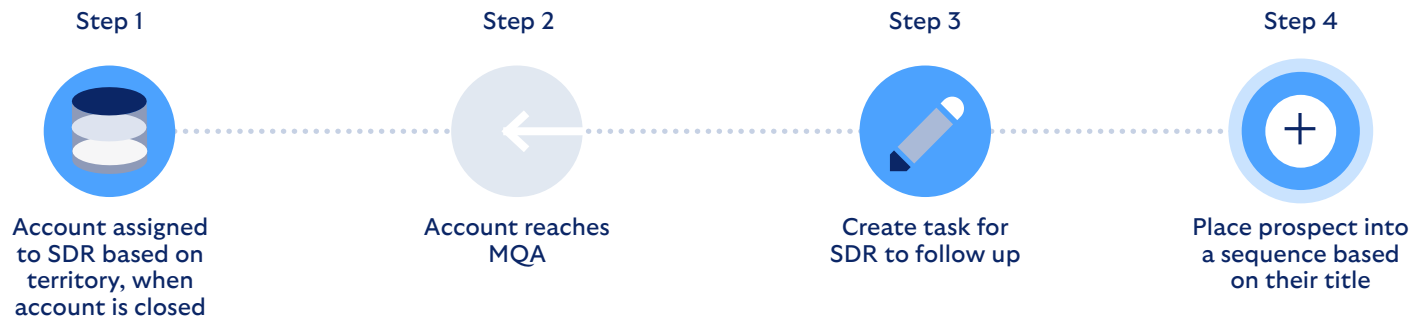 Step 1
Step 2
Step 3
Step 4
Account assigned
to SDR based on
territory, when
account is closed
Account reaches
MQA
Create task for
SDR to follow up
Place prospect into
a sequence based
on their title